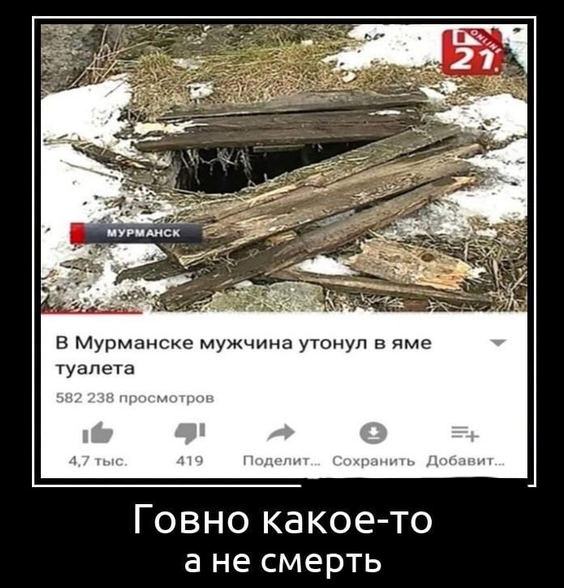 ONLINE
21
МУРМАНСК
В Мурманске мужчина утонул в яме
туалета
582 238 просмотров
4,7 тыс.
419
Поделит...
Сохранить
Добавит...
Говно какое-то
а не смерть